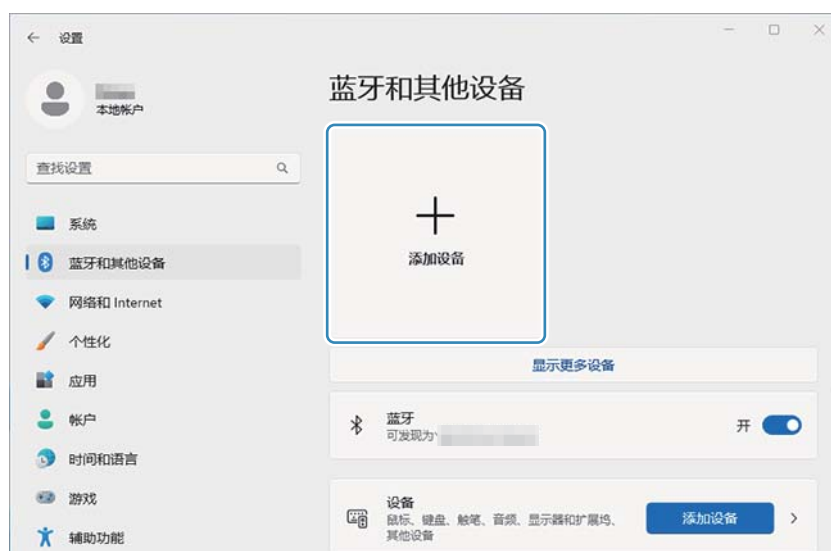 设置
本地帐户
查找设置
系统
蓝牙和其他设备
网络和 Internet
个性化
应用
帐户
时间和语言
游戏
辅助功能
蓝牙和其他设备
添加设备
显示更多设备
蓝牙
可发现为“
开
设备
鼠标、键盘、触笔、音频、显示器和扩展坞、
其他设备
添加设备